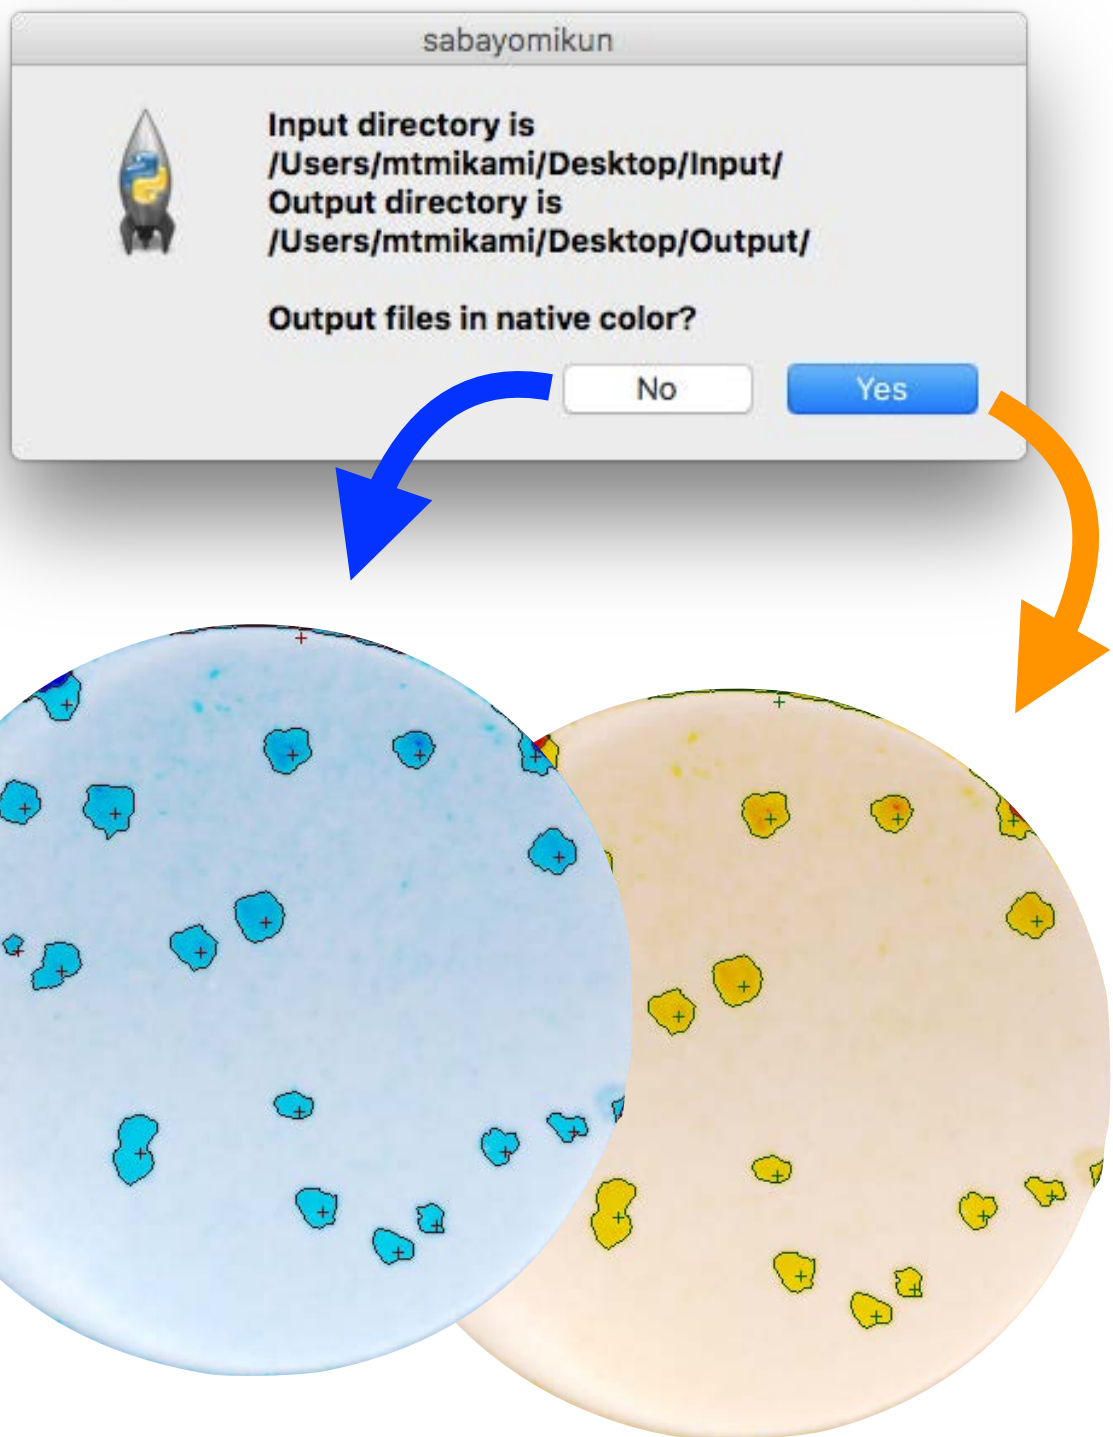 sabayomikun
Input directory is
/Users/mtmikami/Desktop/Input/
Output directory is
/Users/mtmikami/Desktop/Output/
Output files in native color?
No
Yes